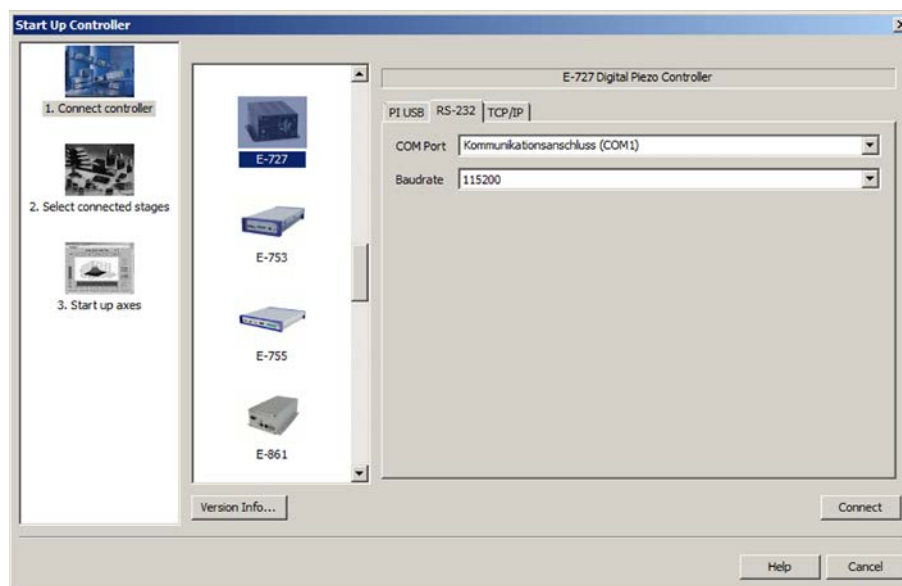 Start Up Controller
1. Connect controller
2. Select connected stages
3. Start up axes
E-727
E-753
E-755
E-861
E-727 Digital Piezo Controller
PI USB RS-232 TCP/IP
COM Port Kommunikationsanschluss (COM1)
Baudrate 115200
Version Info...
Connect
Help Cancel